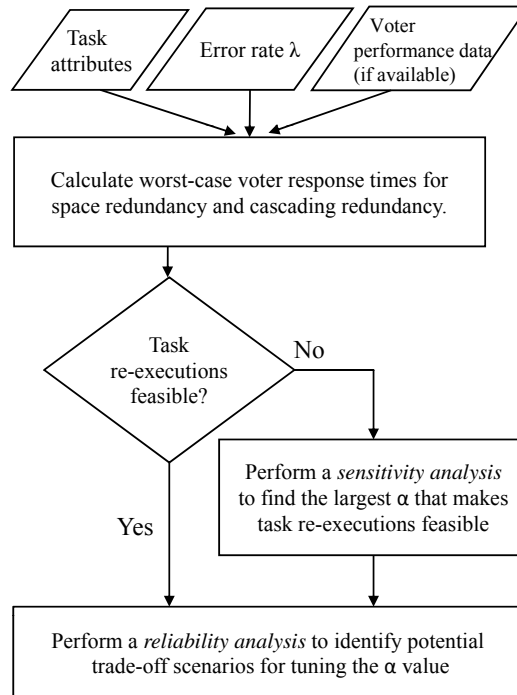 Task
attributes
Error rate λ
Voter
performance data
(if available)
Calculate worst-case voter response times for
space redundancy and cascading redundancy.
Task
re-executions
feasible?
No
Yes
Perform a sensitivity analysis
to find the largest α that makes
task re-executions feasible
Perform a reliability analysis to identify potential
trade-off scenarios for tuning the α value